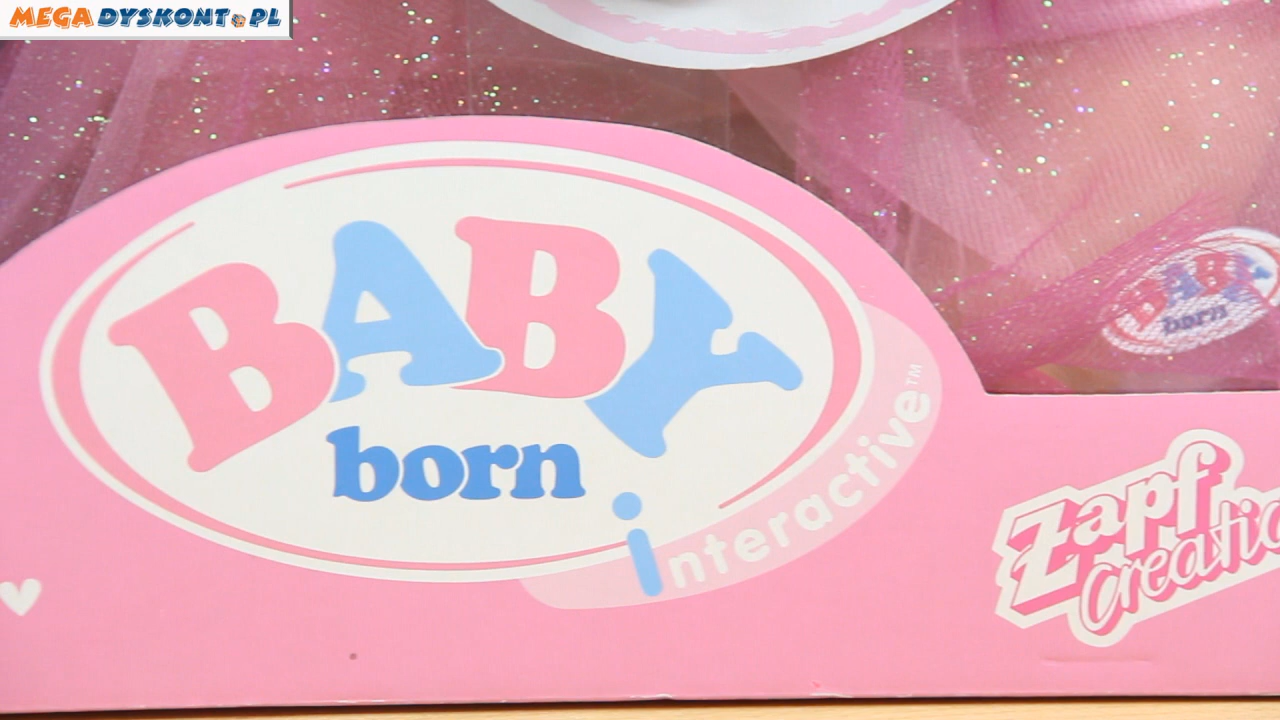 MEGADYSKONT.PL
BABY
born
interactive™
BABY
born
Zapf
Creatio